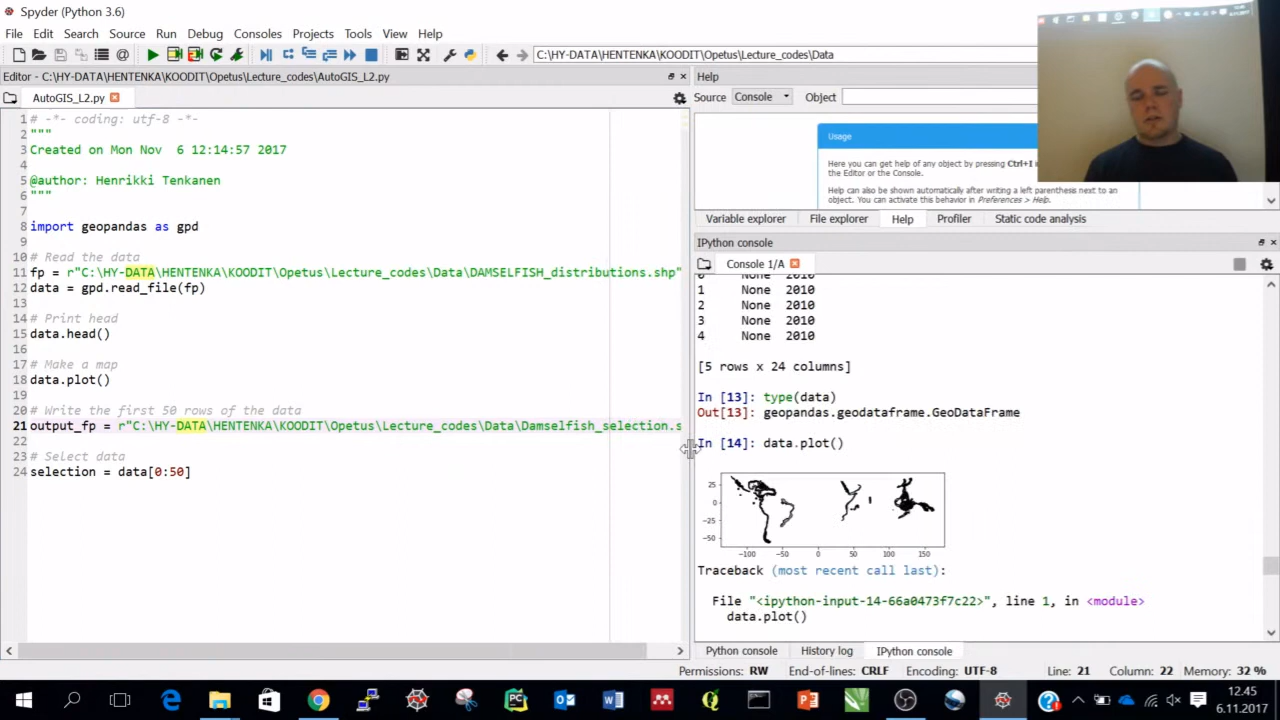 Spyder (Python 3.6)
File Edit Search Source Run Debug Consoles Projects Tools View Help
C:\HY-DATA\HENTENKA\KOODIT\Opetus\Lecture_codes\Data
Editor - C:\HY-DATA\HENTENKA\KOODIT\Opetus\Lecture_codes\AutoGIS_L2.py
AutoGIS_L2.py
1 # -*- coding: utf-8 -*-
2 """
3 Created on Mon Nov  6 12:14:57 2017
4
5 @author: Henrikki Tenkanen
6 """
7
8 import geopandas as gpd
9
10 # Read the data
11 fp = r"C:\HY-DATA\HENTENKA\KOODIT\Opetus\Lecture_codes\Data\DAMSELFISH_distributions.shp"
12 data = gpd.read_file(fp)
13
14 # Print head
15 data.head()
16
17 # Make a map
18 data.plot()
19
20 # Write the first 50 rows of the data
21 output_fp = r"C:\HY-DATA\HENTENKA\KOODIT\Opetus\Lecture_codes\Data\Damselfish_selection.s
22
23 # Select data
24 selection = data[0:50]
Help
Source Console Object
Usage
Here you can get help of any object by pressing Ctrl+I i
the Editor or the Console.
Help can also be shown automatically after writing a left parenthesis next to an
object. You can activate this behavior in Preferences > Help.
Variable explorer File explorer Help Profiler Static code analysis
IPython console
Console 1/A
0 None 2010
1 None 2010
2 None 2010
3 None 2010
4 None 2010
[5 rows x 24 columns]
In [13]: type(data)
Out[13]: geopandas.geodataframe.GeoDataFrame
In [14]: data.plot()
25
0
-25
-50
-100 -50 0 50 100 150
Traceback (most recent call last):
File "<ipython-input-14-66a0473f7c22>", line 1, in <module>
data.plot()
Python console History log IPython console
Permissions: RW End-of-lines: CRLF Encoding: UTF-8 Line: 21 Column: 22 Memory: 32 %
12.45
6.11.2017